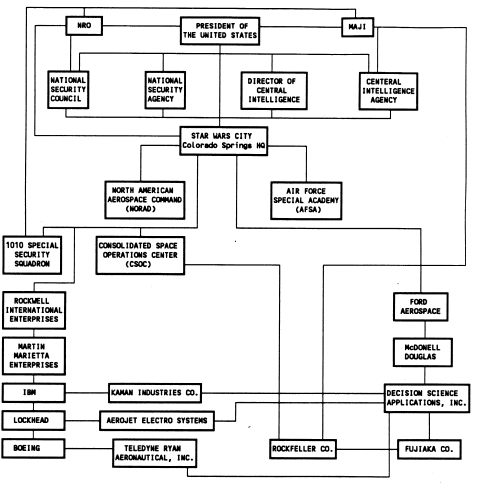 NRO
PRESIDENT OF
THE UNITED STATES
MAJI
NATIONAL
SECURITY
COUNCIL
NATIONAL
SECURITY
AGENCY
DIRECTOR OF
CENTRAL
INTELLIGENCE
CENTERAL
INTELLIGENCE
AGENCY
STAR WARS CITY
Colorado Springs HQ
NORTH AMERICAN
AEROSPACE COMMAND
(NORAD)
AIR FORCE
SPECIAL ACADEMY
(AFSA)
1010 SPECIAL
SECURITY
SQUADRON
CONSOLIDATED SPACE
OPERATIONS CENTER
(CSOC)
ROCKWELL
INTERNATIONAL
ENTERPRISES
FORD
AEROSPACE
MARTIN
MARIETTA
ENTERPRISES
McDONELL
DOUGLAS
IBM
KAMAN INDUSTRIES CO.
DECISION SCIENCE
APPLICATIONS, INC.
LOCKHEAD
AEROJET ELECTRO SYSTEMS
BOEING
TELEDYNE RYAN
AERONAUTICAL, INC.
ROCKFELLER CO.
FUJIAKA CO.